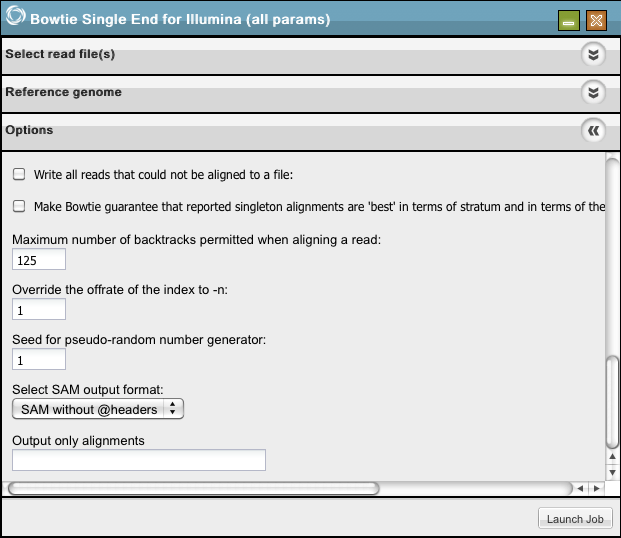 Bowtie Single End for Illumina (all params)
Select read file(s)
Reference genome
Options
Write all reads that could not be aligned to a file:
Make Bowtie guarantee that reported singleton alignments are 'best' in terms of stratum and in terms of the
Maximum number of backtracks permitted when aligning a read:
125
Override the offrate of the index to -n:
1
Seed for pseudo-random number generator:
1
Select SAM output format:
SAM without @headers
Output only alignments
Launch Job